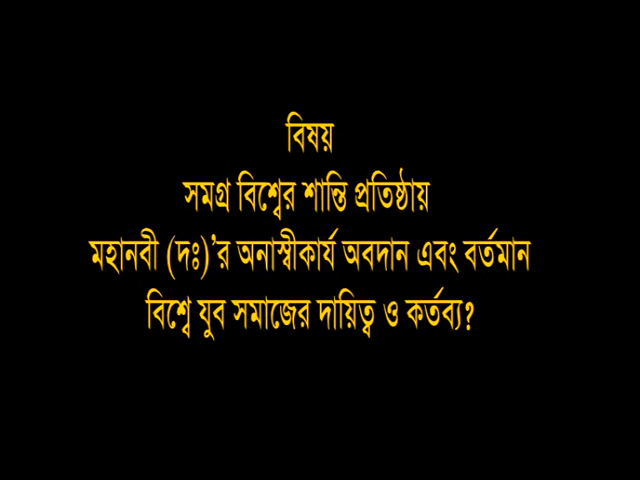 বিষয়
সমগ্র বিশ্বের শান্তি প্রতিষ্ঠায়
মহানবী (দঃ)’র অনাস্বীকার্য অবদান এবং বর্তমান
বিশ্বে যুব সমাজের দায়িত্ব ও কর্তব্য?